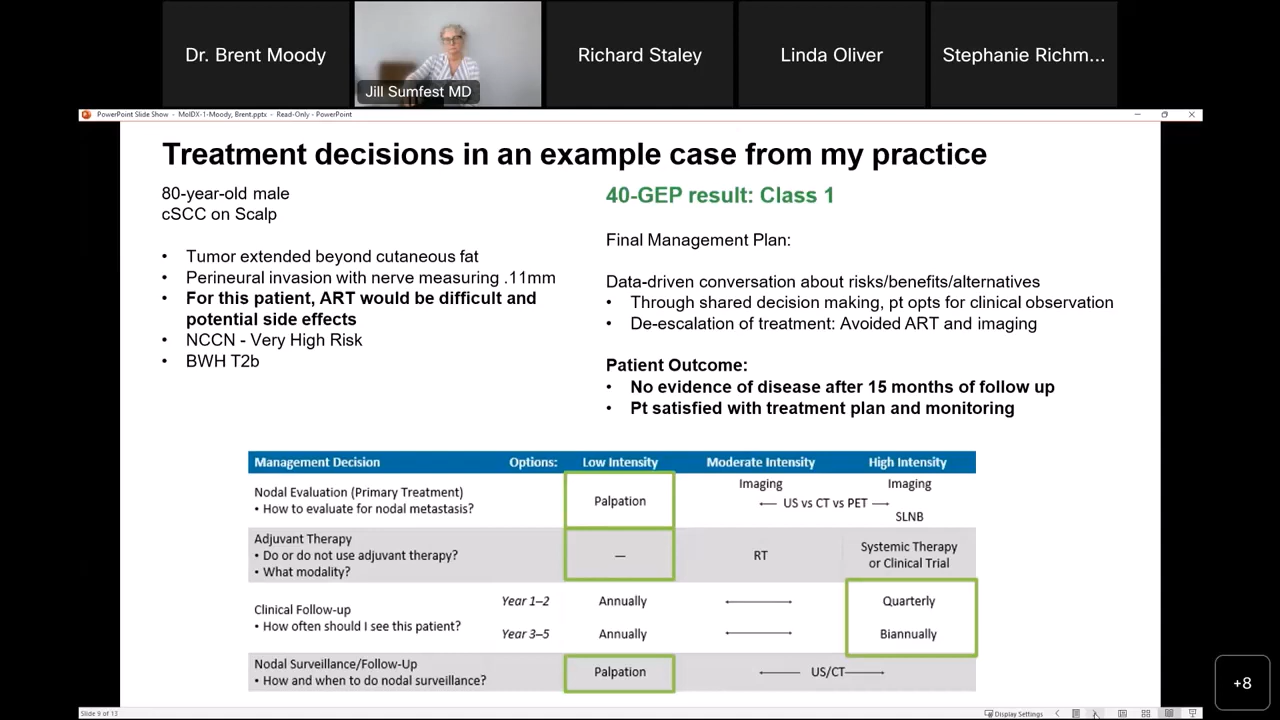 Dr. Brent Moody
Jill Sumfest MD
Richard Staley
Linda Oliver
Stephanie Richm...
PowerPoint Slide Show - MolDX-1-Moody, Brent.pptx - Read-Only - PowerPoint
Treatment decisions in an example case from my practice
80-year-old male
cSCC on Scalp
• Tumor extended beyond cutaneous fat
• Perineural invasion with nerve measuring .11mm
• For this patient, ART would be difficult and
potential side effects
• NCCN - Very High Risk
• BWH T2b
40-GEP result: Class 1
Final Management Plan:
Data-driven conversation about risks/benefits/alternatives
• Through shared decision making, pt opts for clinical observation
• De-escalation of treatment: Avoided ART and imaging
Patient Outcome:
• No evidence of disease after 15 months of follow up
• Pt satisfied with treatment plan and monitoring
Management Decision Options: Low Intensity Moderate Intensity High Intensity
Nodal Evaluation (Primary Treatment)
• How to evaluate for nodal metastasis?
Palpation
Imaging Imaging
US vs CT vs PET
SLNB
Adjuvant Therapy
• Do or do not use adjuvant therapy?
• What modality?
—
RT
Systemic Therapy
or Clinical Trial
Clinical Follow-up
• How often should I see this patient?
Year 1–2 Annually Quarterly
Year 3–5 Annually Biannually
Nodal Surveillance/Follow-Up
• How and when to do nodal surveillance?
Palpation
US/CT
Slide 9 of 13
Display Settings
+8